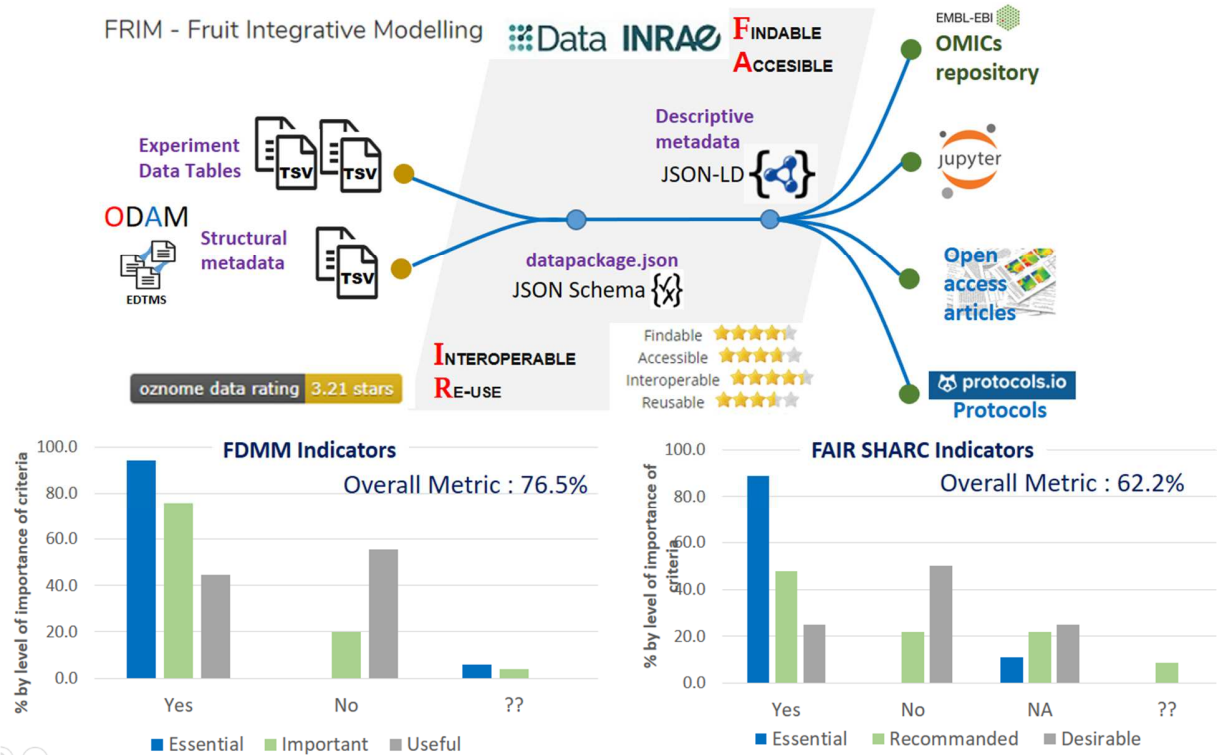 FRIM - Fruit Integrative Modelling
Data INRAE
FINDABLE
ACCESIBLE
EMBL-EBI
OMICs
repository
Experiment
Data Tables
TSV
TSV
Descriptive
metadata
JSON-LD
jupyter
ODAM
EDTMS
Structural
metadata
TSV
datapackage.json
JSON Schema
Open
access
articles
INTEROPERABLE
RE-USE
Findable
Accessible
Interoperable
Reusable
oznome data rating 3.21 stars
protocols.io
Protocols
FDMM Indicators
Overall Metric : 76.5%
% by level of importance of criteria
100.0
80.0
60.0
40.0
20.0
0.0
Yes
No
??
Essential
Important
Useful
FAIR SHARC Indicators
Overall Metric : 62.2%
% by level of importance of
criteria
100.0
80.0
60.0
40.0
20.0
0.0
Yes
No
NA
??
Essential
Recommanded
Desirable